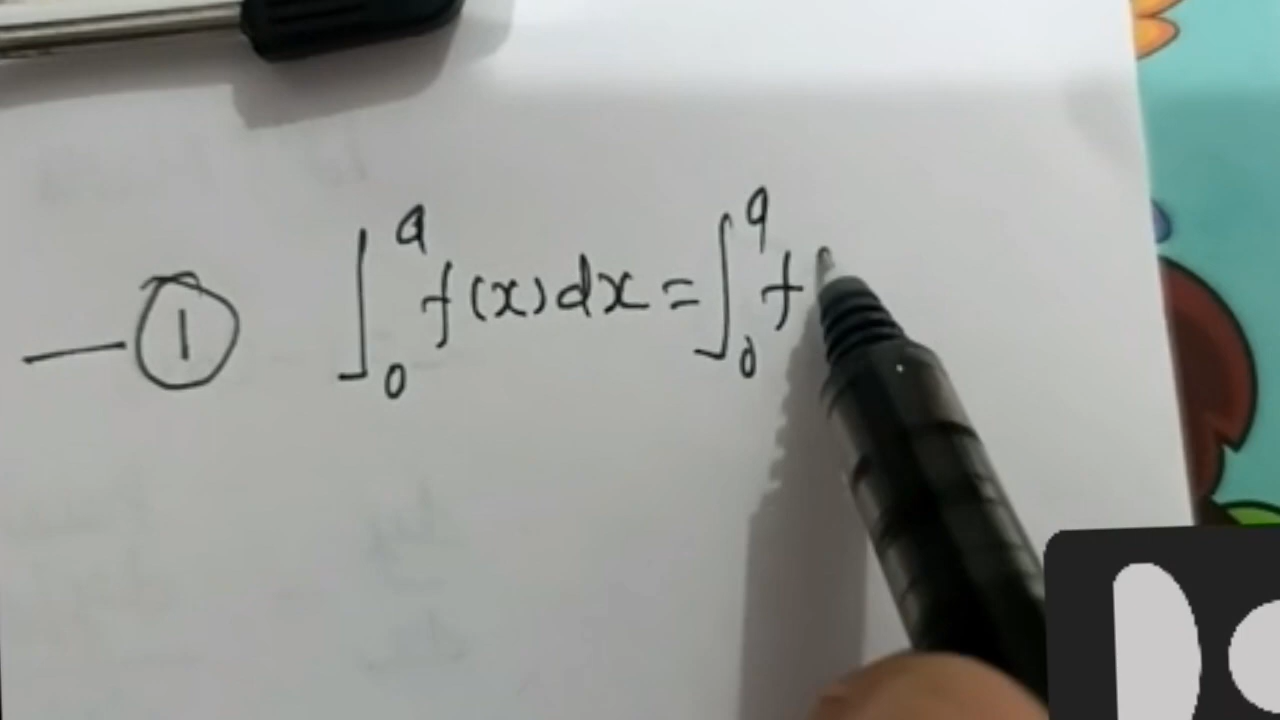 —① ∫₀ᵃ f(x)dx = ∫₀ᵃ f